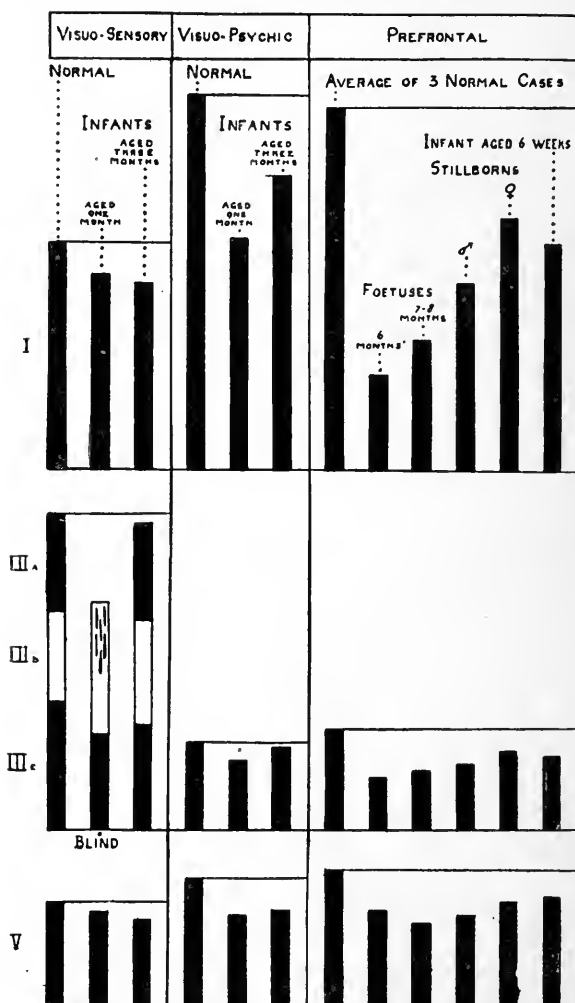 VISUO-SENSORY
VISUO-PSYCHIC
PREFRONTAL
NORMAL
INFANTS
AGED
THREE
MONTHS
AGED
ONE
MONTH
NORMAL
INFANTS
AGED
THREE
MONTHS
AGED
ONE
MONTH
AVERAGE OF 3 NORMAL CASES
INFANT AGED 6 WEEKS
STILLBORNS
♀
♂
FOETUSES
7-8
MONTHS
6
MONTHS'
I
III a
III b
III c
BLIND
V